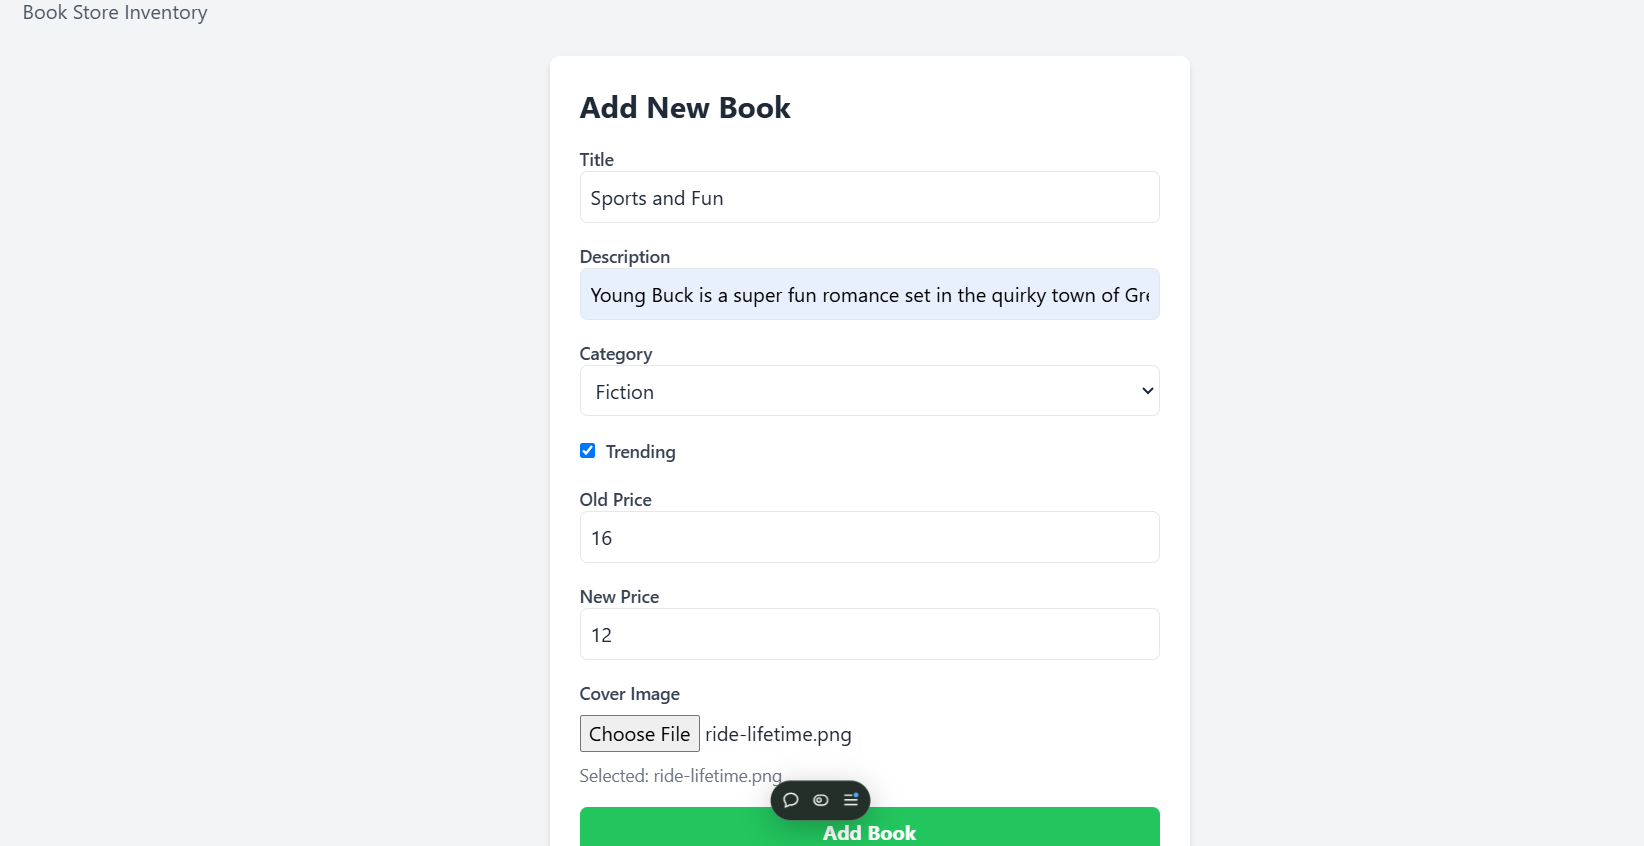 Book Store Inventory
Add New Book
Title
Sports and Fun
Description
Young Buck is a super fun romance set in the quirky town of Gre
Category
Fiction
Trending
Old Price
16
New Price
12
Cover Image
Choose File ride-lifetime.png
Selected: ride-lifetime.png
Add Book